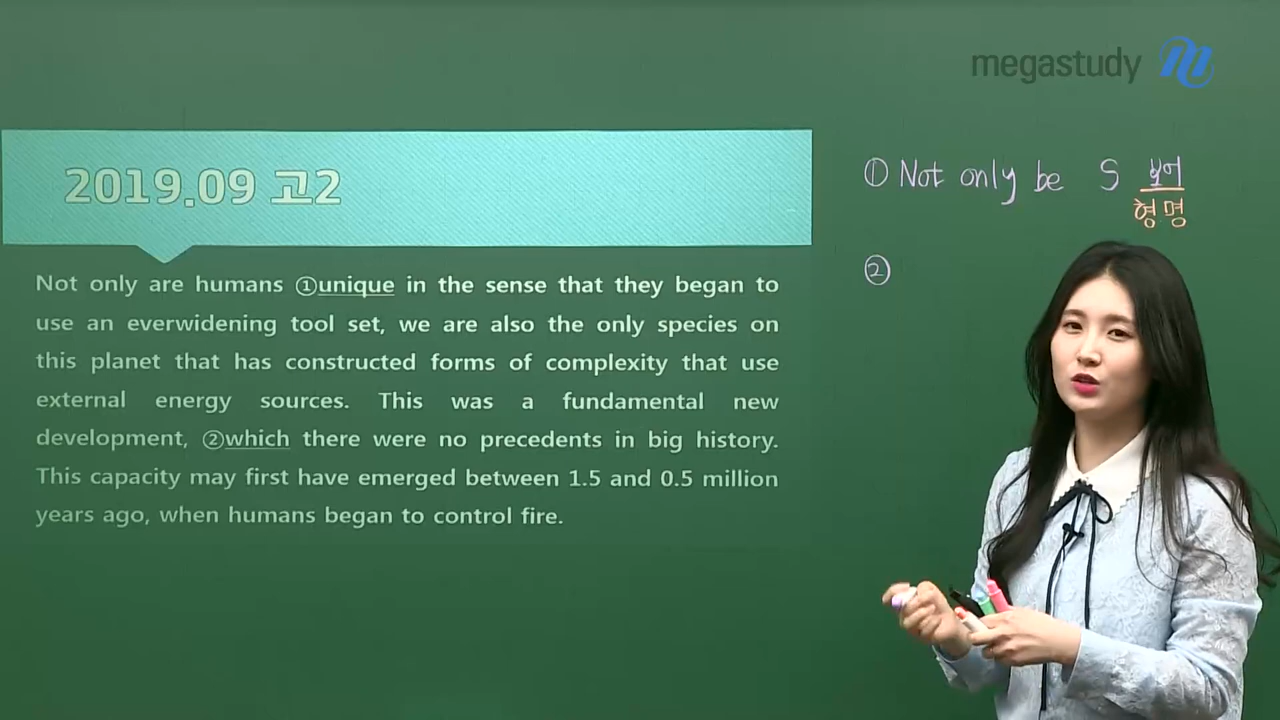 megastudy
2019.09 고2
① Not only be S 보어
형 명
②
Not only are humans ①unique in the sense that they began to
use an everwidening tool set, we are also the only species on
this planet that has constructed forms of complexity that use
external energy sources. This was a fundamental new
development, ②which there were no precedents in big history.
This capacity may first have emerged between 1.5 and 0.5 million
years ago, when humans began to control fire.